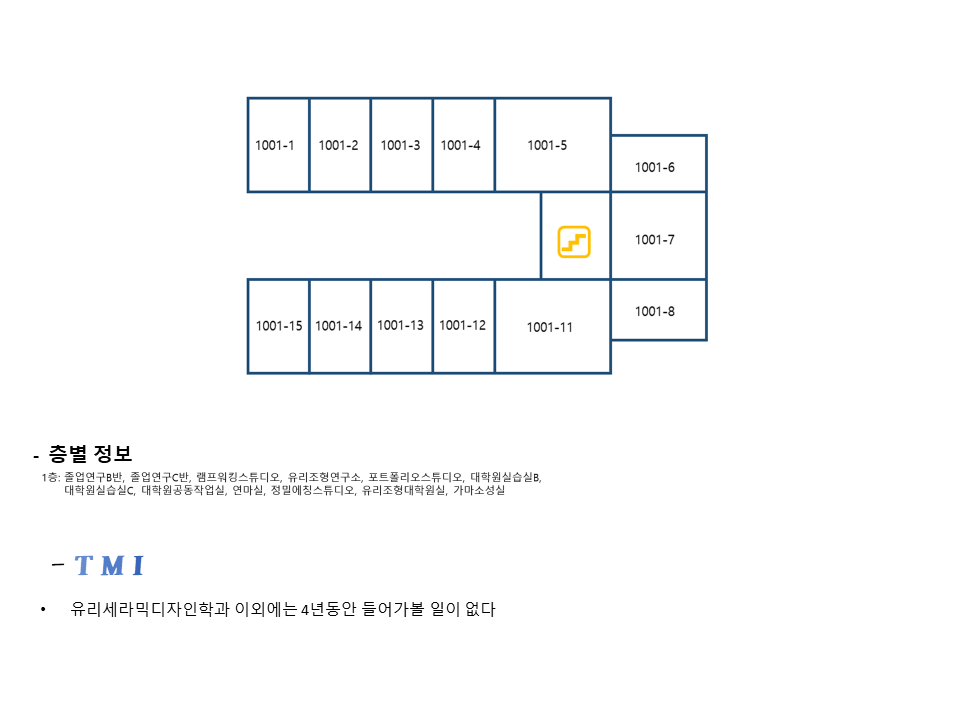 1001-1 1001-2 1001-3 1001-4 1001-5
1001-6
1001-7
1001-8
1001-15 1001-14 1001-13 1001-12 1001-11
- 층별 정보
1층: 졸업연구B반, 졸업연구C반, 램프워킹스튜디오, 유리조형연구소, 포트폴리오스튜디오, 대학원실습실B,
대학원실습실C, 대학원공동작업실, 연마실, 정밀에칭스튜디오, 유리조형대학원실, 가마소성실
- TMI
• 유리세라믹디자인학과 이외에는 4년동안 들어가볼 일이 없다